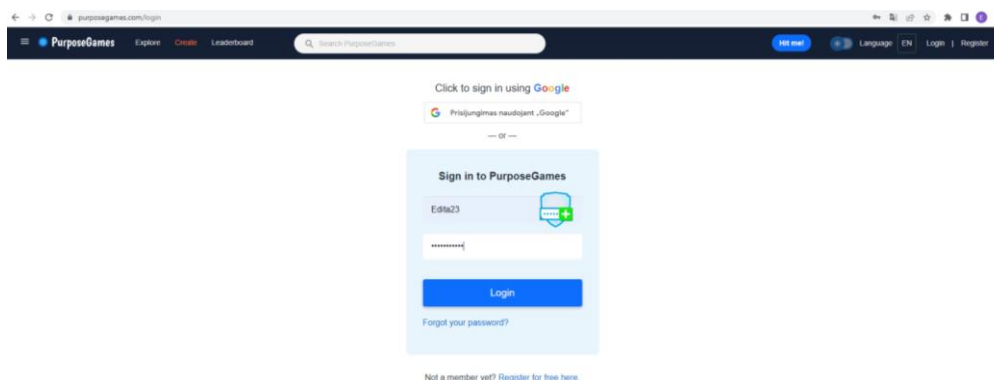 purposegames.com/login
PurposeGames Explore Create Leaderboard Search PurposeGames Hit me! Language EN Login | Register
Click to sign in using Google
Prisijungimas naudojant „Google“
— or —
Sign in to PurposeGames
Edita23
•••••••••••
Login
Forgot your password?
Not a member yet? Register for free here.